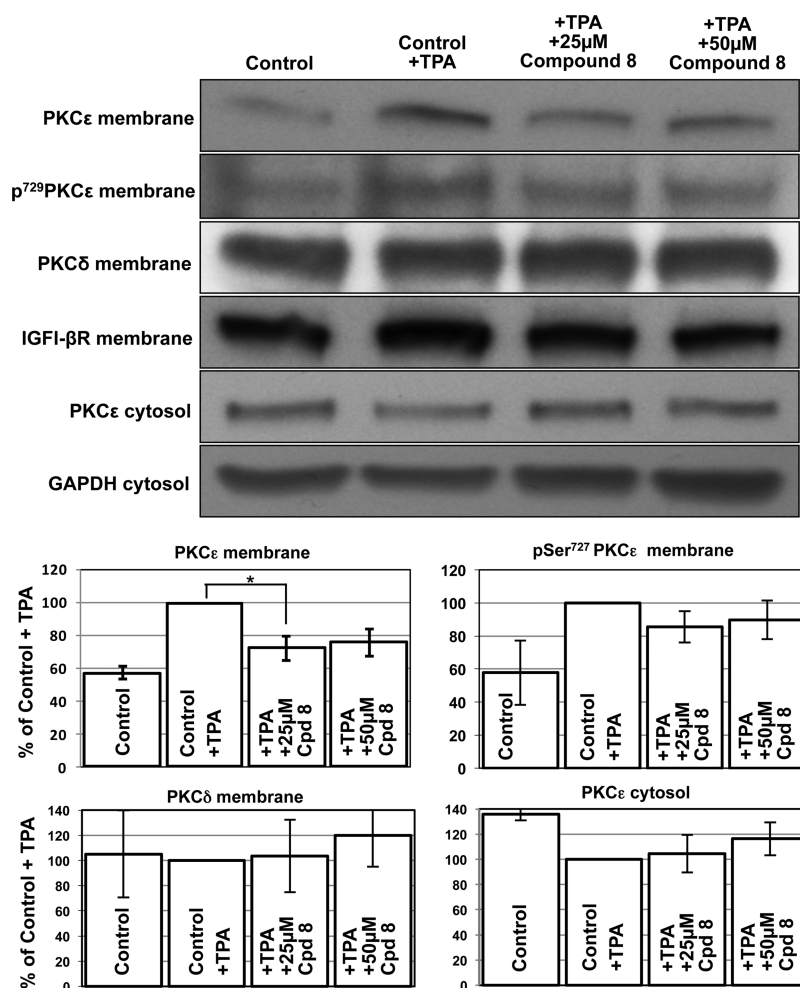 Control
Control
+TPA
+TPA
+25µM
Compound 8
+TPA
+50µM
Compound 8
PKCε membrane
p⁷²⁹PKCε membrane
PKCδ membrane
IGFI-βR membrane
PKCε cytosol
GAPDH cytosol
PKCε membrane
% of Control + TPA
120
100
80
60
40
20
0
*
Control
Control
+TPA
+TPA
+25µM
Cpd 8
+TPA
+50µM
Cpd 8
pSer⁷²⁷ PKCε membrane
120
100
80
60
40
20
0
Control
Control
+TPA
+TPA
+25µM
Cpd 8
+TPA
+50µM
Cpd 8
PKCδ membrane
% of Control + TPA
140
120
100
80
60
40
20
0
Control
Control
+TPA
+TPA
+25µM
Cpd 8
+TPA
+50µM
Cpd 8
PKCε cytosol
140
120
100
80
60
40
20
0
Control
Control
+TPA
+TPA
+25µM
Cpd 8
+TPA
+50µM
Cpd 8